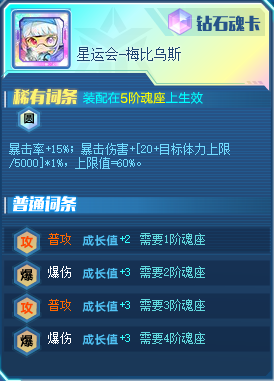 钻石魂卡
星运会—梅比乌斯
稀有词条 装配在5阶魂座上生效
圆
暴击率+15%；暴击伤害+[20+目标体力上限
/5000]*1%，上限值=60%。
普通词条
攻 普攻 成长值+2 需要1阶魂座
爆 爆伤 成长值+3 需要2阶魂座
攻 普攻 成长值+3 需要3阶魂座
爆 爆伤 成长值+3 需要4阶魂座